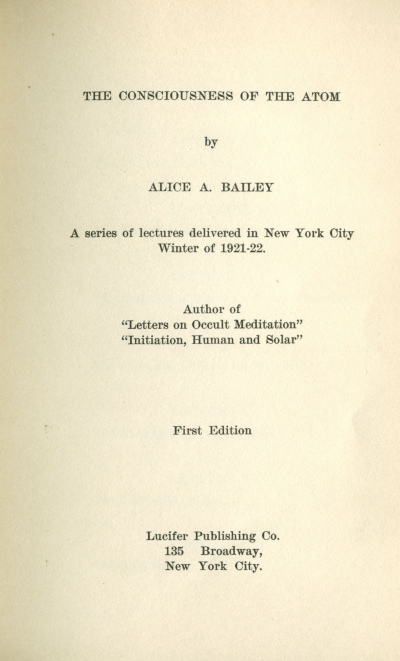 THE CONSCIOUSNESS OF THE ATOM
by
ALICE A. BAILEY
A series of lectures delivered in New York City
Winter of 1921-22.
Author of
“Letters on Occult Meditation”
“Initiation, Human and Solar”
First Edition
Lucifer Publishing Co.
135 Broadway,
New York City.